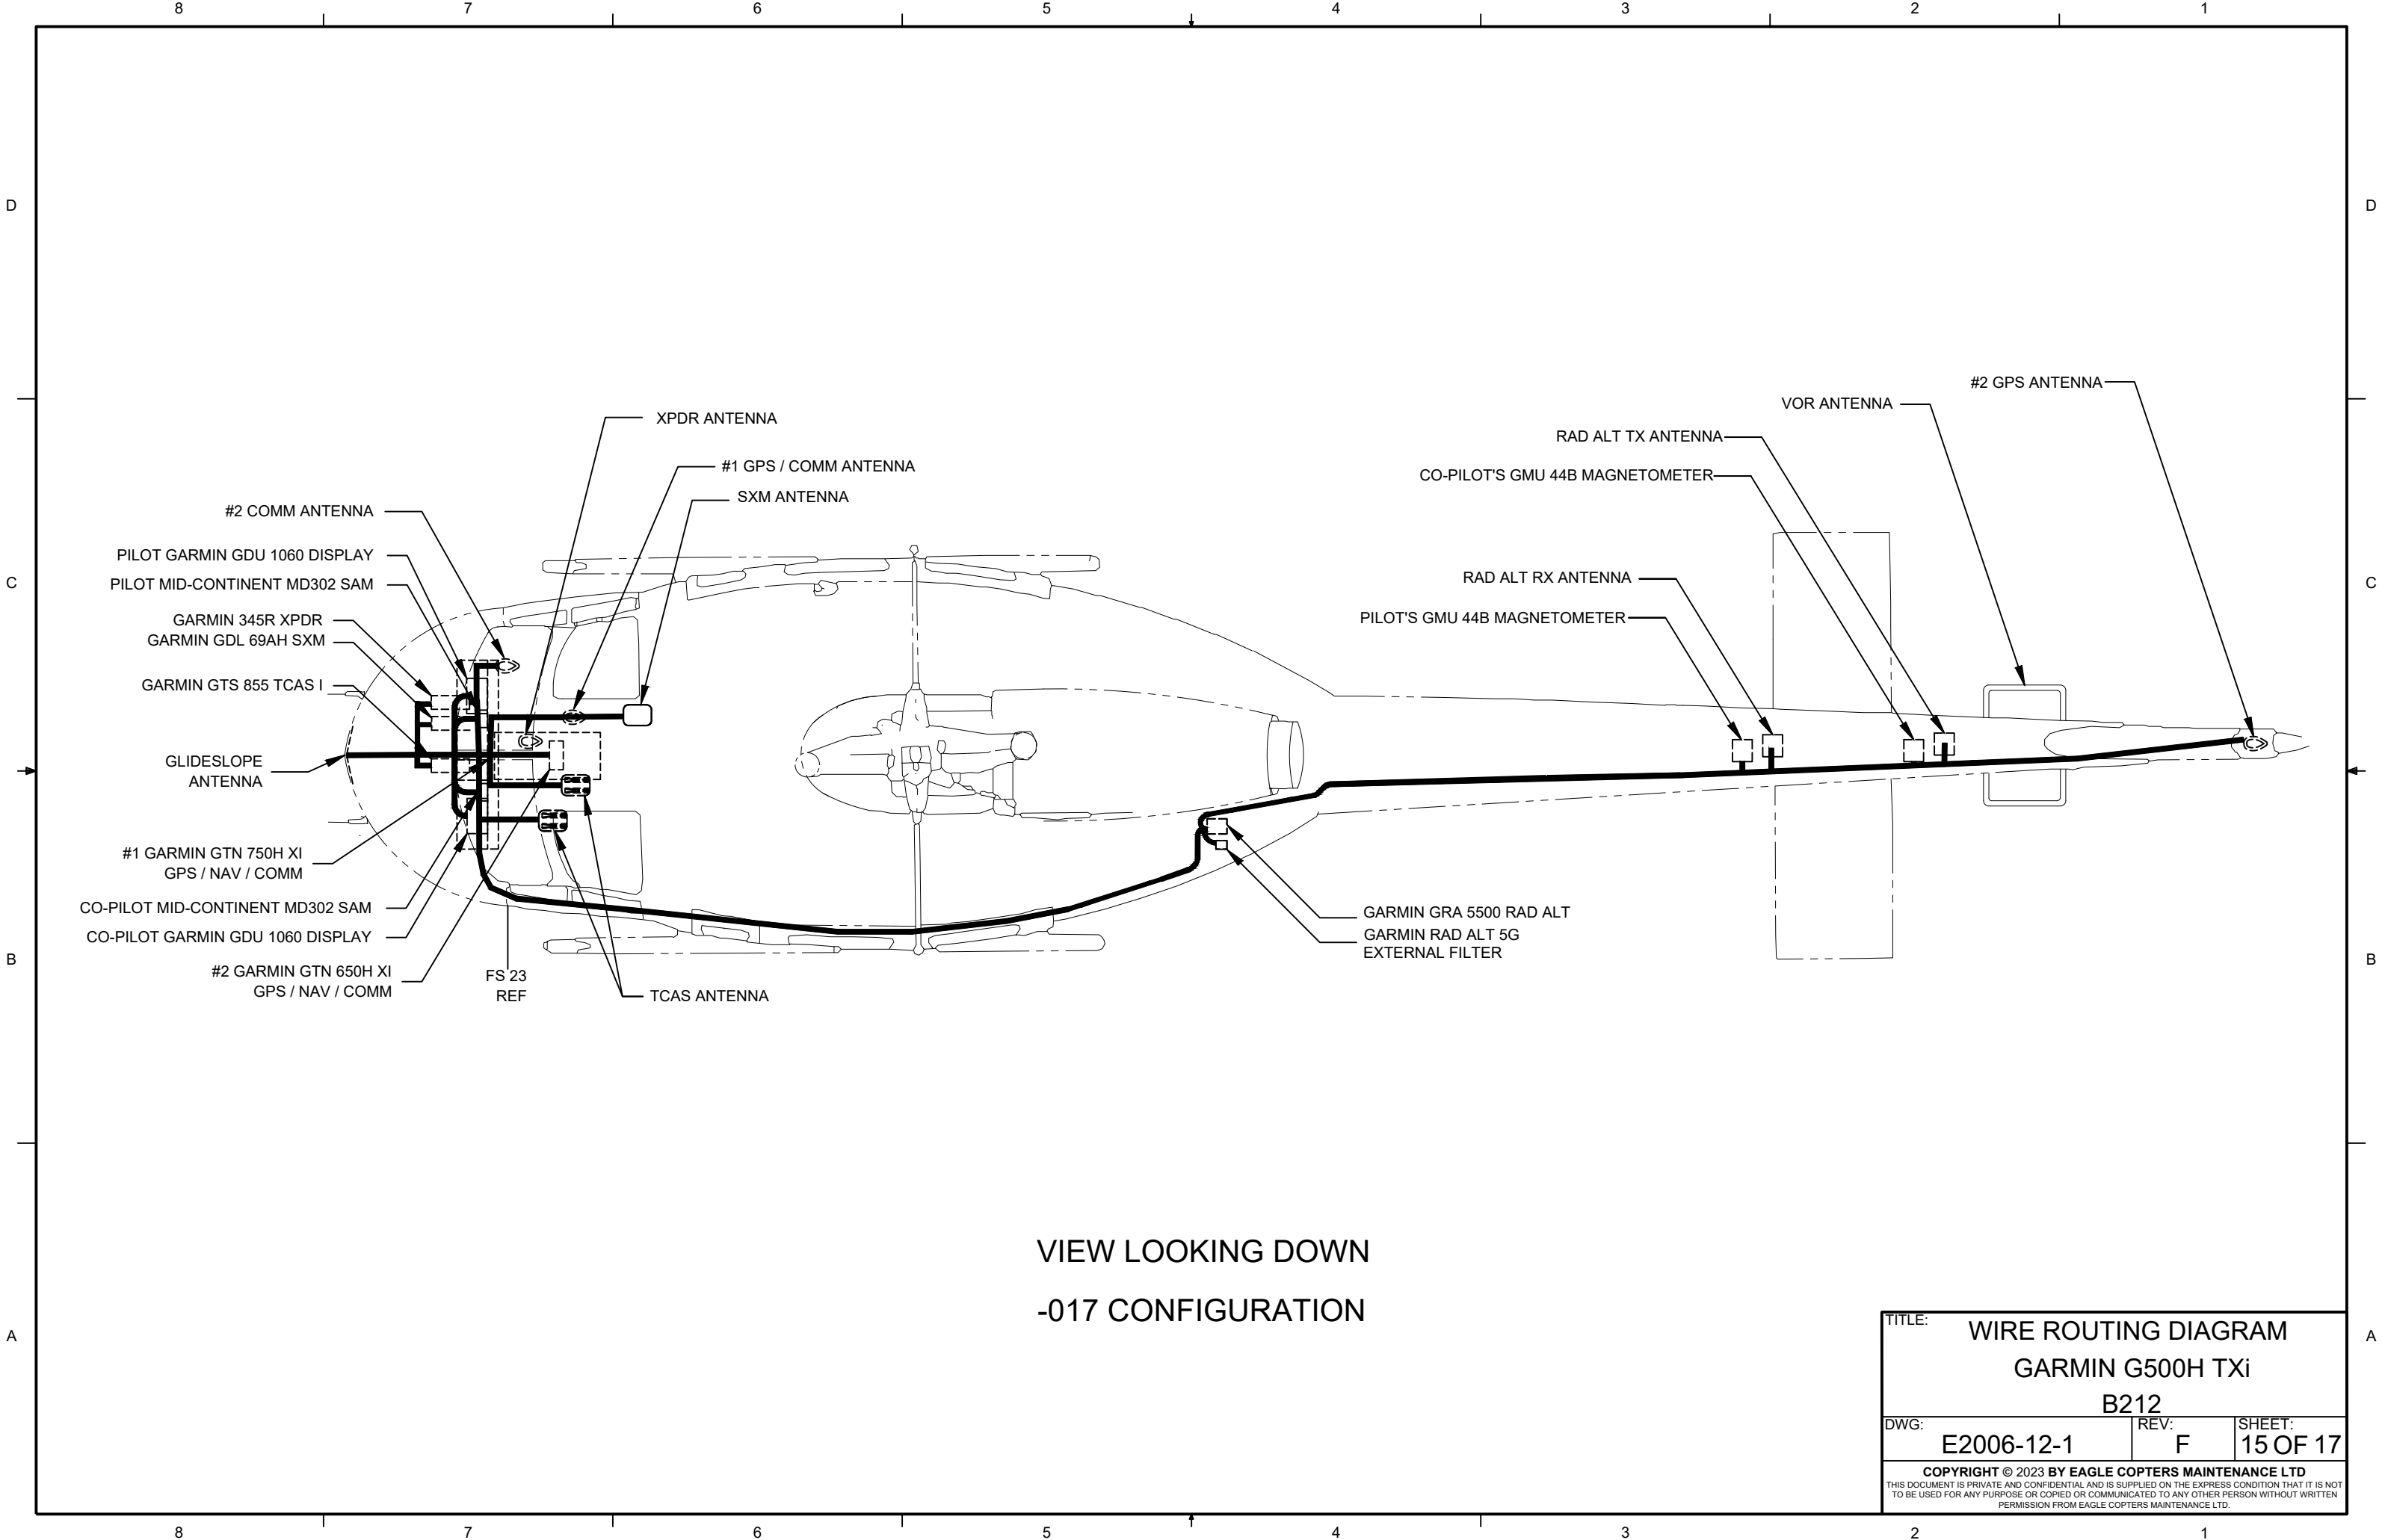 8 7 6 5 4 3 2 1
D D
#2 GPS ANTENNA
VOR ANTENNA
XPDR ANTENNA
RAD ALT TX ANTENNA
#1 GPS / COMM ANTENNA
CO-PILOT'S GMU 44B MAGNETOMETER
SXM ANTENNA
#2 COMM ANTENNA
PILOT GARMIN GDU 1060 DISPLAY
C C
PILOT MID-CONTINENT MD302 SAM
RAD ALT RX ANTENNA
GARMIN 345R XPDR
PILOT'S GMU 44B MAGNETOMETER
GARMIN GDL 69AH SXM
GARMIN GTS 855 TCAS I
GLIDESLOPE
ANTENNA
#1 GARMIN GTN 750H XI
GPS / NAV / COMM
CO-PILOT MID-CONTINENT MD302 SAM
GARMIN GRA 5500 RAD ALT
CO-PILOT GARMIN GDU 1060 DISPLAY
GARMIN RAD ALT 5G
EXTERNAL FILTER
B B
#2 GARMIN GTN 650H XI
GPS / NAV / COMM
FS 23
REF
TCAS ANTENNA
VIEW LOOKING DOWN
-017 CONFIGURATION
A A
TITLE:
WIRE ROUTING DIAGRAM
GARMIN G500H TXi
B212
DWG: REV: SHEET:
E2006-12-1 F 15 OF 17
COPYRIGHT © 2023 BY EAGLE COPTERS MAINTENANCE LTD
THIS DOCUMENT IS PRIVATE AND CONFIDENTIAL AND IS SUPPLIED ON THE EXPRESS CONDITION THAT IT IS NOT
TO BE USED FOR ANY PURPOSE OR COPIED OR COMMUNICATED TO ANY OTHER PERSON WITHOUT WRITTEN
PERMISSION FROM EAGLE COPTERS MAINTENANCE LTD.
8 7 6 5 4 3 2 1